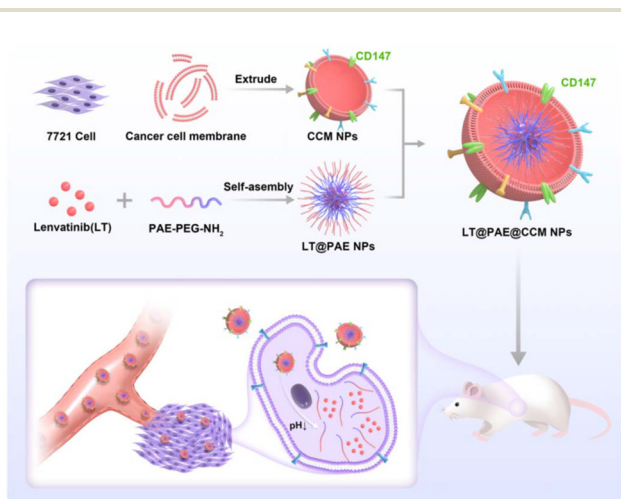 CD147
Extrude
CD147
7721 Cell
Cancer cell membrane
CCM NPs
Self-asembly
Lenvatinib(LT)
PAE-PEG-NH₂
LT@PAE NPs
LT@PAE@CCM NPs
pH↓